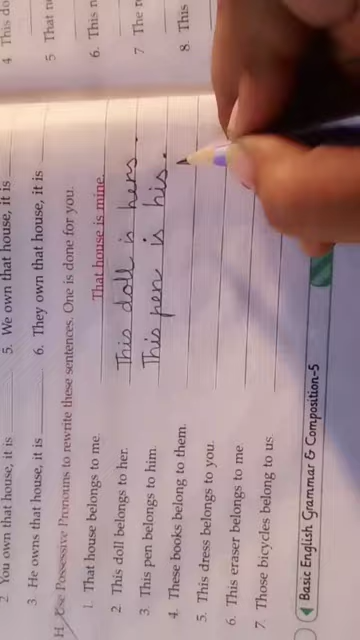 4 This do
5 That
6. This
7 The
8. This
2 You own that house, it is
5. We own that house, it is
3 He owns that house, it is
6. They own that house, it is
H. Use Possessive Pronouns to rewrite these sentences. One is done for you.
1. That house belongs to me. That house is mine.
2 This doll belongs to her. This doll is hers.
3. This pen belongs to him. This pen is his.
4. These books belong to them.
5. This dress belongs to you.
6. This eraser belongs to me.
7. Those bicycles belong to us
Basic English Grammar & Composition-5